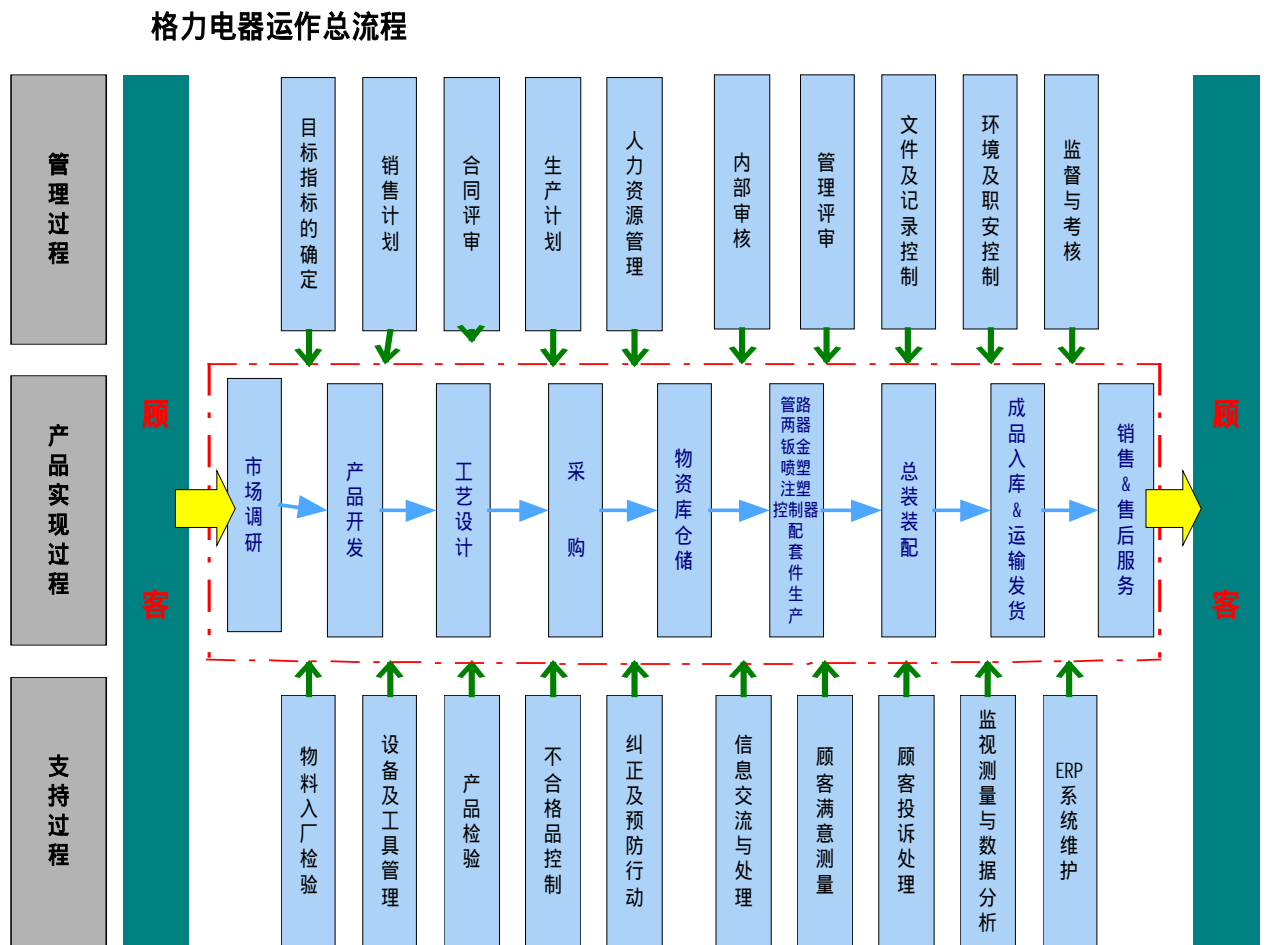 格力电器运作总流程
管理过程
目标指标的确定
销售计划
合同评审
生产计划
人力资源管理
内部审核
管理评审
文件及记录控制
环境及职安控制
监督与考核
产品实现过程
顾客
市场调研
产品开发
工艺设计
采购
物资库仓储
管路
两器
钣金
喷塑
注塑
控制器
配
套
件
生
产
总装装配
成品入库&运输发货
销售&售后服务
顾客
支持过程
物料入厂检验
设备及工具管理
产品检验
不合格品控制
纠正及预防行动
信息交流与处理
顾客满意测量
顾客投诉处理
监视测量与数据分析
ERP系统维护